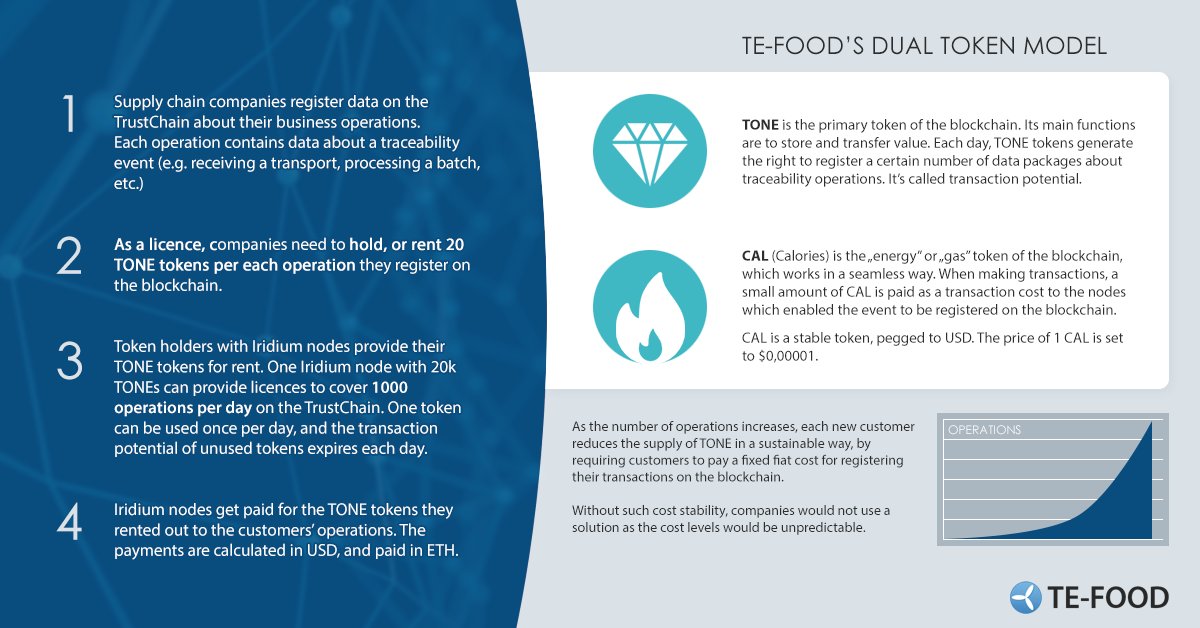 1
Supply chain companies register data on the
TrustChain about their business operations.
Each operation contains data about a traceability
event (e.g. receiving a transport, processing a batch,
etc.)
2
As a licence, companies need to hold, or rent 20
TONE tokens per each operation they register on
the blockchain.
3
Token holders with Iridium nodes provide their
TONE tokens for rent. One Iridium node with 20k
TONEs can provide licences to cover 1000
operations per day on the TrustChain. One token
can be used once per day, and the transaction
potential of unused tokens expires each day.
4
Iridium nodes get paid for the TONE tokens they
rented out to the customers' operations. The
payments are calculated in USD, and paid in ETH.
TE-FOOD'S DUAL TOKEN MODEL
TONE is the primary token of the blockchain. Its main functions
are to store and transfer value. Each day, TONE tokens generate
the right to register a certain number of data packages about
traceability operations. It's called transaction potential.
CAL (Calories) is the „energy" or „gas" token of the blockchain,
which works in a seamless way. When making transactions, a
small amount of CAL is paid as a transaction cost to the nodes
which enabled the event to be registered on the blockchain.
CAL is a stable token, pegged to USD. The price of 1 CAL is set
to $0,00001.
As the number of operations increases, each new customer
reduces the supply of TONE in a sustainable way, by
requiring customers to pay a fixed fiat cost for registering
their transactions on the blockchain.
Without such cost stability, companies would not use a
solution as the cost levels would be unpredictable.
OPERATIONS
TE-FOOD